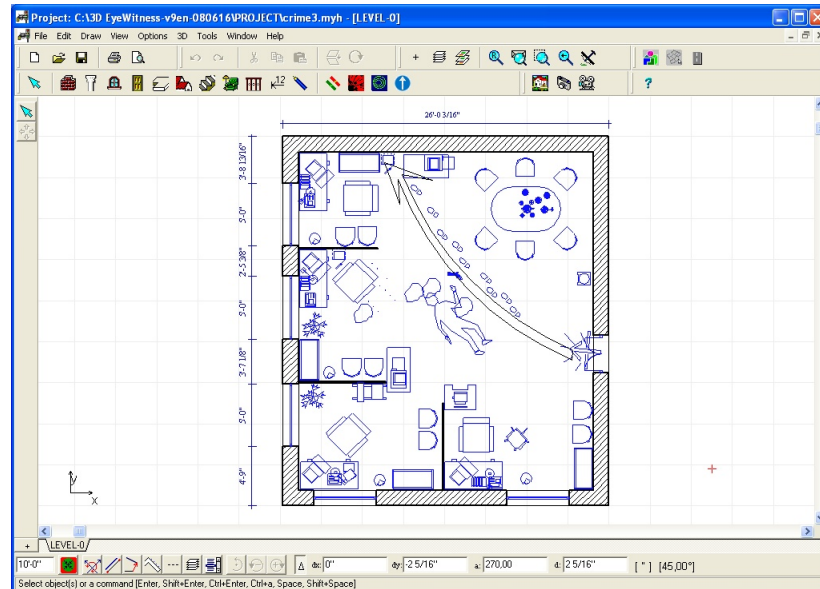 Project: C:\3D EyeWitness-v9en-080616\PROJECT\crime3.myh - [LEVEL-0]
File Edit Draw View Options 3D Tools Window Help
26'-0 3/16"
3'-8 13/16"
5'-0"
2'-5 3/8"
5'-0"
3'-7 1/8"
5'-0"
4'-9"
y
x
+ LEVEL-0
10'-0" Δ dx: 0" dy: -2 5/16" a: 270,00 d: 2 5/16" [ " ] [45,00°]
Select object(s) or a command [Enter, Shift+Enter, Ctrl+Enter, Ctrl+a, Space, Shift+Space]